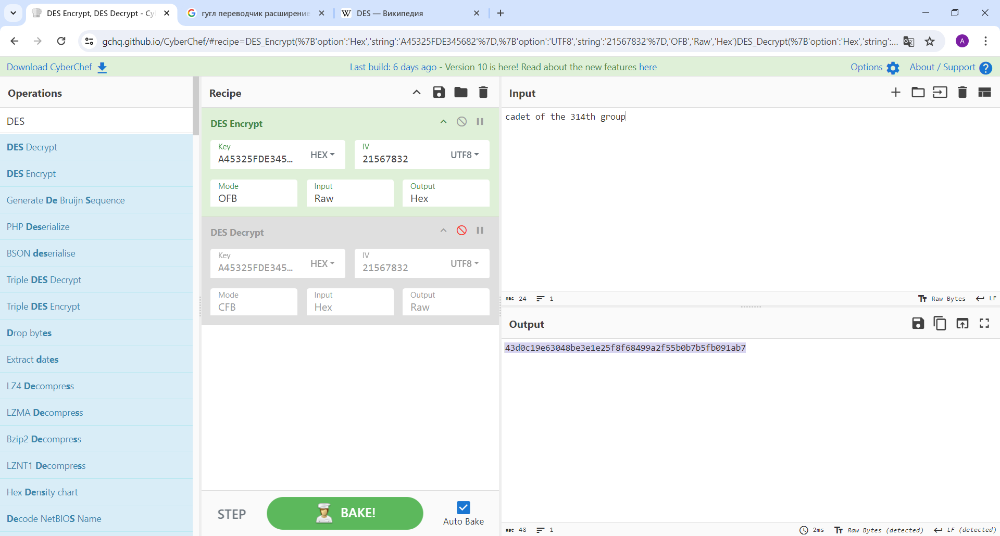 DES Encrypt, DES Decrypt - Cy
гугл переводчик расширение
DES — Википедия
gchq.github.io/CyberChef/#recipe=DES_Encrypt(%7B'option':'Hex','string':'A45325FDE345682'%7D,%7B'option':'UTF8','string':'21567832'%7D,'OFB','Raw','Hex')DES_Decrypt(%7B'option':'Hex','string':...
A
Download CyberChef
Last build: 6 days ago - Version 10 is here! Read about the new features here
Options
About / Support
Operations
DES
DES Decrypt
DES Encrypt
Generate De Bruijn Sequence
PHP Deserialize
BSON deserialise
Triple DES Decrypt
Triple DES Encrypt
Drop bytes
Extract dates
LZ4 Decompress
LZMA Decompress
Bzip2 Decompress
LZNT1 Decompress
Hex Density chart
Decode NetBIOS Name
Recipe
DES Encrypt
Key
A45325FDE345...
HEX
IV
21567832
UTF8
Mode
OFB
Input
Raw
Output
Hex
DES Decrypt
Key
A45325FDE345...
HEX
IV
21567832
UTF8
Mode
CFB
Input
Hex
Output
Raw
STEP
BAKE!
Auto Bake
Input
cadet of the 314th group
ABC 24
1
Tт Raw Bytes
LF
Output
43d0c19e63048be3e1e25f8f68499a2f55b0b7b5fb091ab7
ABC 48
1
2ms
Tт Raw Bytes (detected)
LF (detected)